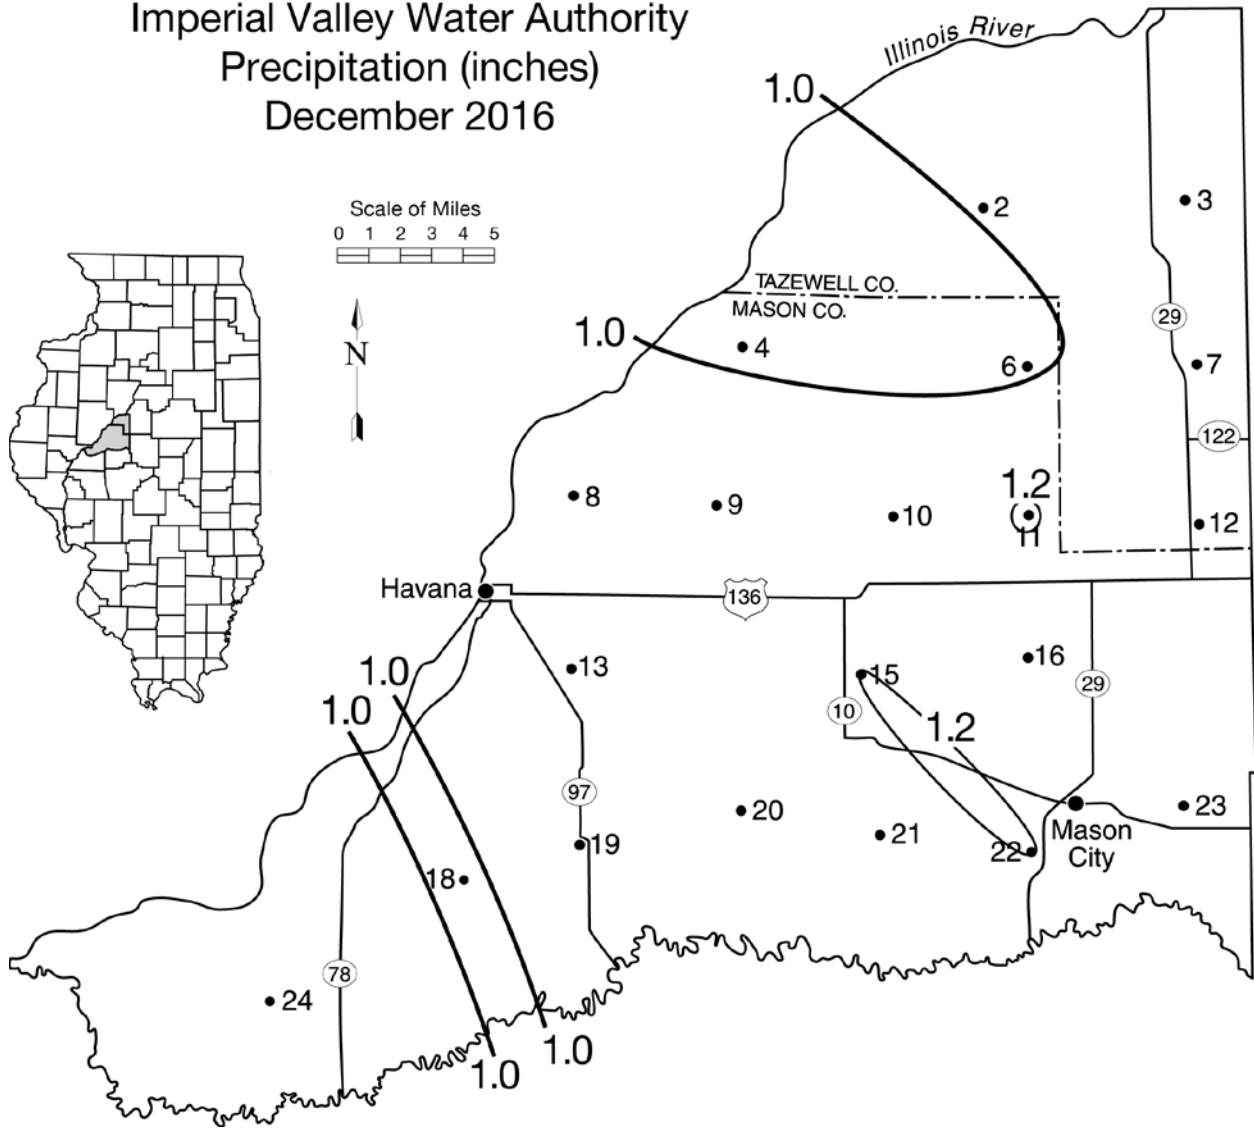 Imperial Valley Water Authority
Precipitation (inches)
December 2016
Illinois River
1.0
Scale of Miles
0 1 2 3 4 5
2
3
TAZEWELL CO.
MASON CO.
29
N
1.0
4
6
7
122
8
9
10
1.2
11
12
Havana
136
13
16
15
29
1.0
1.0
10
1.2
97
20
21
23
Mason
City
19
22
18
78
24
1.0
1.0